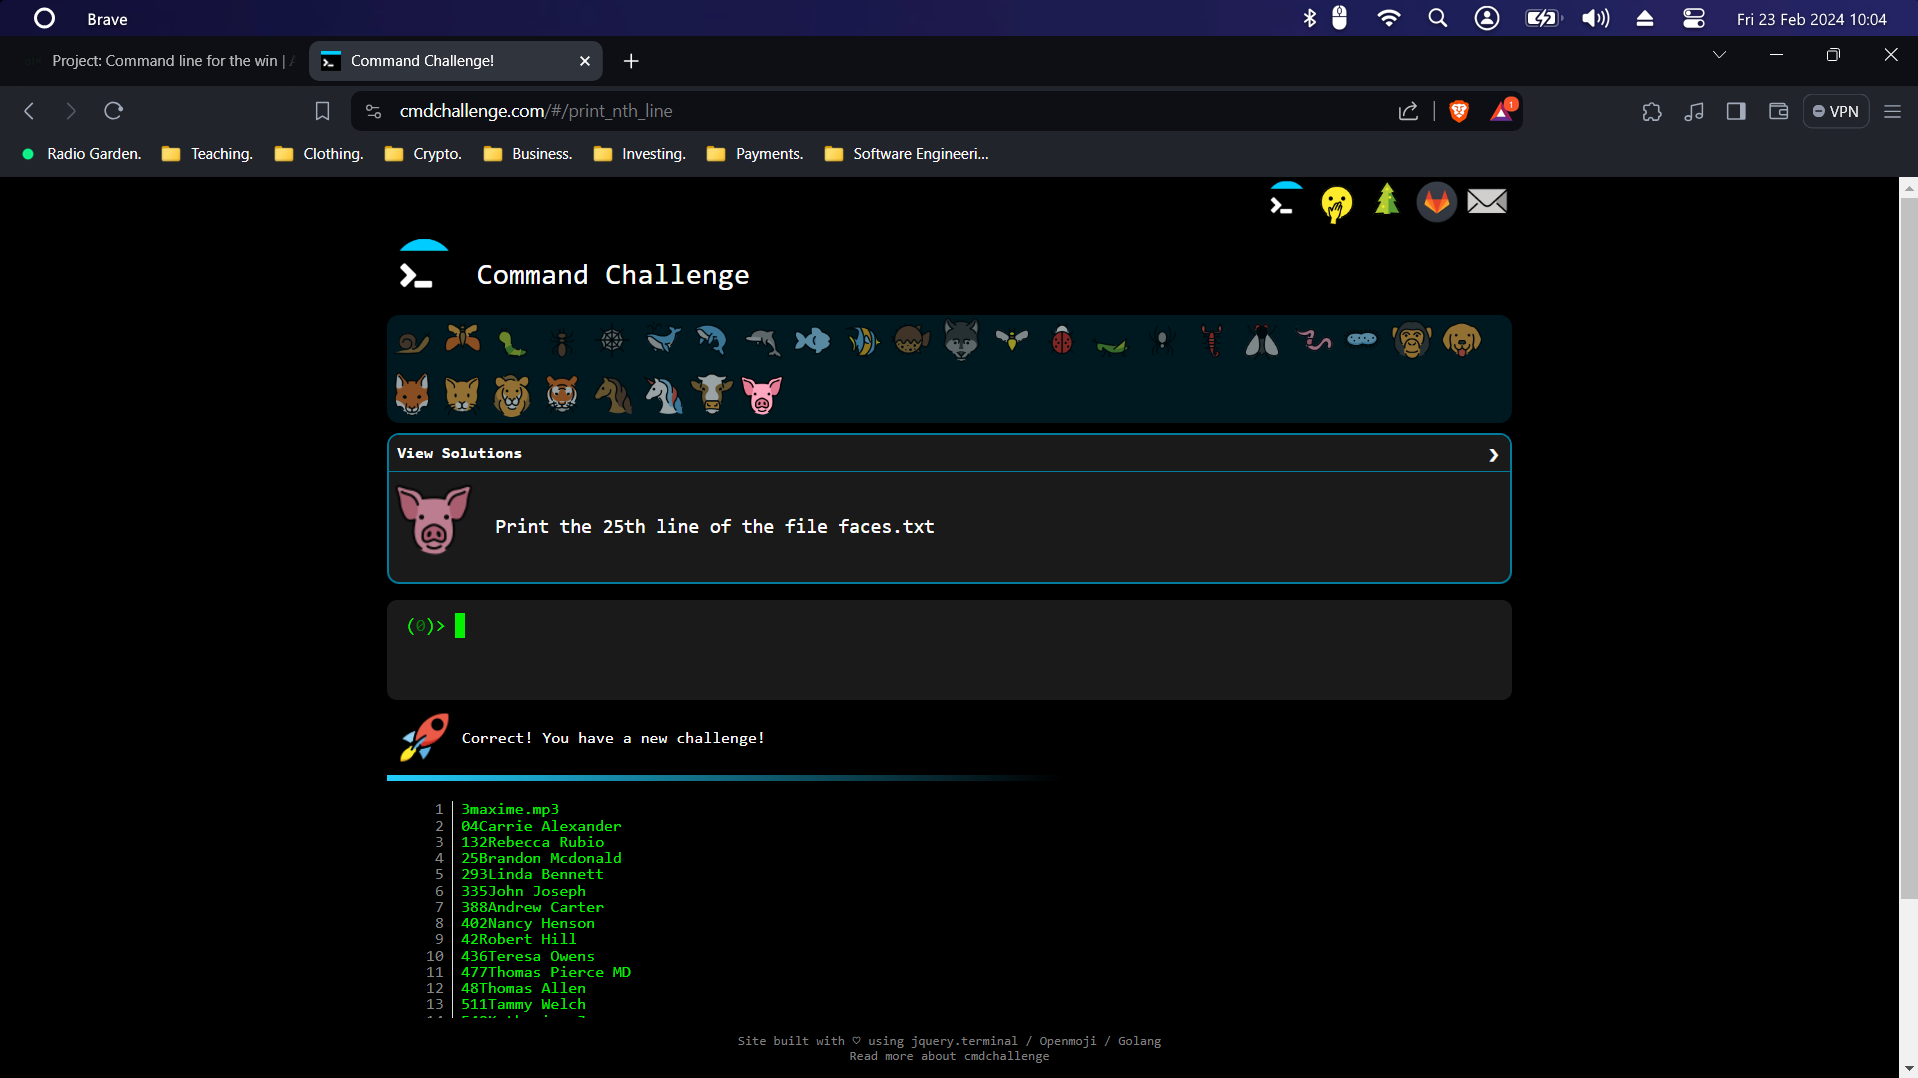 Brave
Fri 23 Feb 2024 10:04
Project: Command line for the win |
Command Challenge!
cmdchallenge.com/#/print_nth_line
1
VPN
Radio Garden. Teaching. Clothing. Crypto. Business. Investing. Payments. Software Engineeri...
Command Challenge
View Solutions
Print the 25th line of the file faces.txt
(0)>
Correct! You have a new challenge!
1 3maxime.mp3
2 04Carrie Alexander
3 132Rebecca Rubio
4 25Brandon Mcdonald
5 293Linda Bennett
6 335John Joseph
7 388Andrew Carter
8 402Nancy Henson
9 42Robert Hill
10 436Teresa Owens
11 477Thomas Pierce MD
12 48Thomas Allen
13 511Tammy Welch
Site built with ♡ using jquery.terminal / Openmoji / Golang
Read more about cmdchallenge